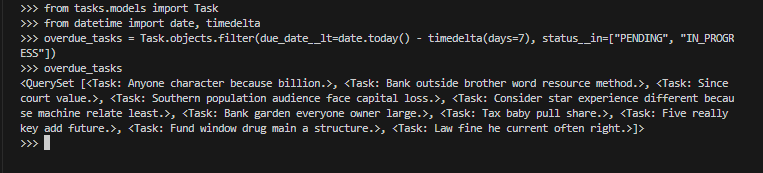 >>> from tasks.models import Task
>>> from datetime import date, timedelta
>>> overdue_tasks = Task.objects.filter(due_date__lt=date.today() - timedelta(days=7), status__in=["PENDING", "IN_PROGR
ESS"])
>>> overdue_tasks
<QuerySet [<Task: Anyone character because billion.>, <Task: Bank outside brother word resource method.>, <Task: Since
court value.>, <Task: Southern population audience face capital loss.>, <Task: Consider star experience different becau
se machine relate least.>, <Task: Bank garden everyone owner large.>, <Task: Tax baby pull share.>, <Task: Five really
key add future.>, <Task: Fund window drug main a structure.>, <Task: Law fine he current often right.>]>
>>>